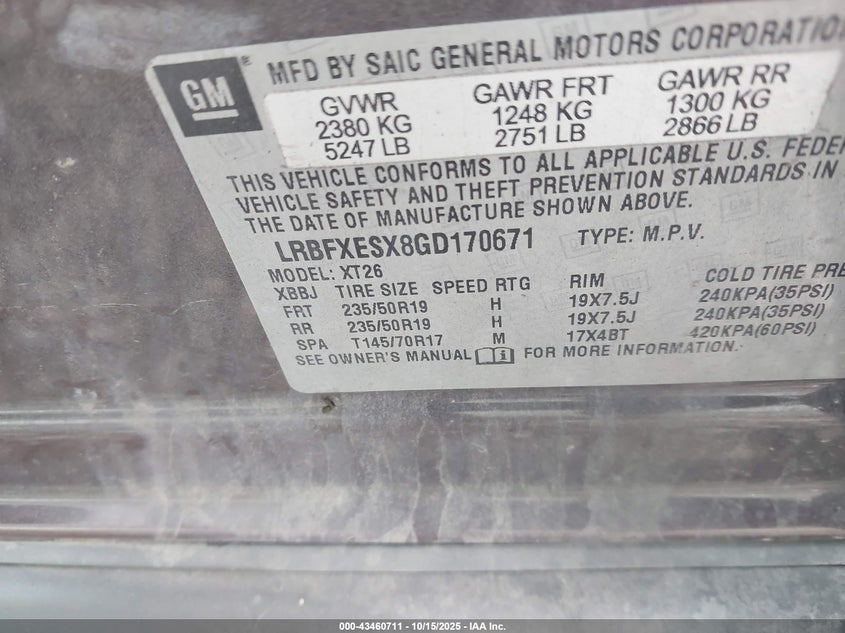 GM ® MFD BY SAIC GENERAL MOTORS CORPORATION
GVWR GAWR FRT GAWR RR
2380 KG 1248 KG 1300 KG
5247 LB 2751 LB 2866 LB
THIS VEHICLE CONFORMS TO ALL APPLICABLE U.S. FEDER
VEHICLE SAFETY AND THEFT PREVENTION STANDARDS IN
THE DATE OF MANUFACTURE SHOWN ABOVE.
LRBFXESX8GD170671 TYPE: M.P.V.
MODEL: XT26
XBBJ TIRE SIZE SPEED RTG RIM COLD TIRE PRE
FRT 235/50R19 H 19X7.5J 240KPA(35PSI)
RR 235/50R19 H 19X7.5J 240KPA(35PSI)
SPA T145/70R17 M 17X4BT 420KPA(60PSI)
SEE OWNER'S MANUAL FOR MORE INFORMATION.
000-43460711 - 10/15/2025 - IAA Inc.